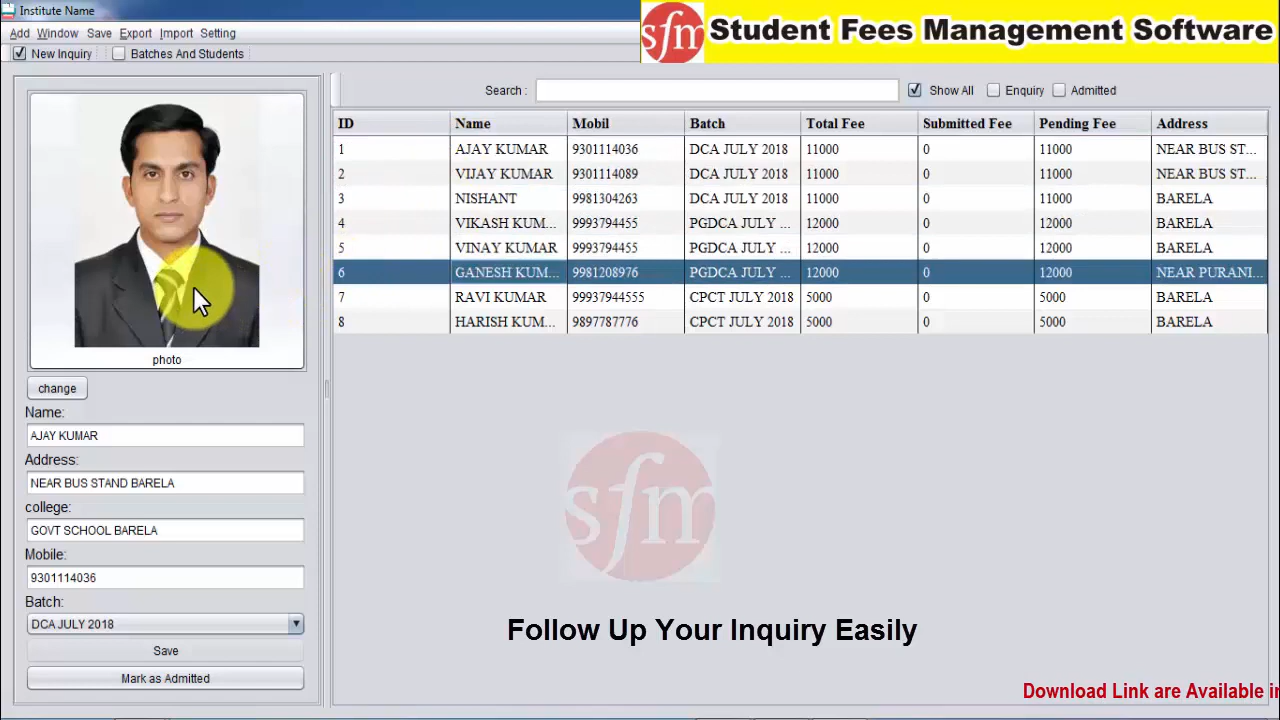 Institute Name
Add Window Save Export Import Setting
New Inquiry Batches And Students
sfm Student Fees Management Software
Search : Show All Enquiry Admitted
ID Name Mobil Batch Total Fee Submitted Fee Pending Fee Address
1 AJAY KUMAR 9301114036 DCA JULY 2018 11000 0 11000 NEAR BUS ST...
2 VIJAY KUMAR 9301114089 DCA JULY 2018 11000 0 11000 NEAR BUS ST...
3 NISHANT 9981304263 DCA JULY 2018 11000 0 11000 BARELA
4 VIKASH KUM... 9993794455 PGDCA JULY ... 12000 0 12000 BARELA
5 VINAY KUMAR 9993794455 PGDCA JULY ... 12000 0 12000 BARELA
6 GANESH KUM... 9981208976 PGDCA JULY ... 12000 0 12000 NEAR PURANI...
7 RAVI KUMAR 99937944555 CPCT JULY 2018 5000 0 5000 BARELA
8 HARISH KUM... 9897787776 CPCT JULY 2018 5000 0 5000 BARELA
photo
change
Name:
AJAY KUMAR
Address:
NEAR BUS STAND BARELA
college:
GOVT SCHOOL BARELA
Mobile:
9301114036
Batch:
DCA JULY 2018
Save
Mark as Admitted
sfm
Follow Up Your Inquiry Easily
Download Link are Available in